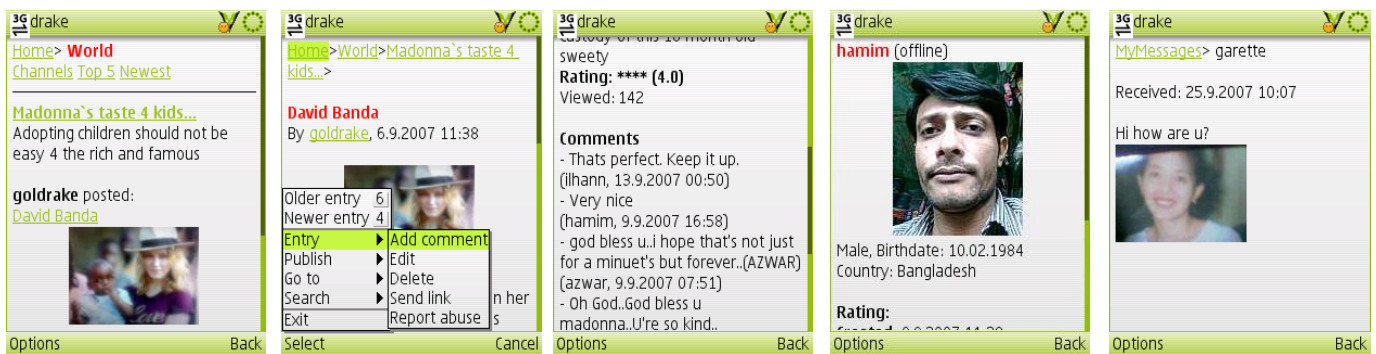 3G drake
Home> World
Channels Top 5 Newest
Madonna`s taste 4 kids...
Adopting children should not be
easy 4 the rich and famous
goldrake posted:
David Banda
Options Back
3G drake
Home>World>Madonna`s taste 4
kids...>
David Banda
By goldrake, 6.9.2007 11:38
Older entry 6
Newer entry 4
Entry
Publish
Go to
Search
Exit
Add comment
Edit
Delete
Send link
Report abuse
n her
s
Select Cancel
3G drake
custody of this 16 month old
sweety
Rating: **** (4.0)
Viewed: 142
Comments
- Thats perfect. Keep it up.
(ilhann, 13.9.2007 00:50)
- Very nice
(hamim, 9.9.2007 16:58)
- god bless u..i hope that's not just
for a minuet's but forever..(AZWAR)
(azwar, 9.9.2007 07:51)
- Oh God..God bless u
madonna..U're so kind..
Options Back
3G drake
hamim (offline)
Male, Birthdate: 10.02.1984
Country: Bangladesh
Rating:
Options Back
3G drake
MyMessages> garette
Received: 25.9.2007 10:07
Hi how are u?
Options Back